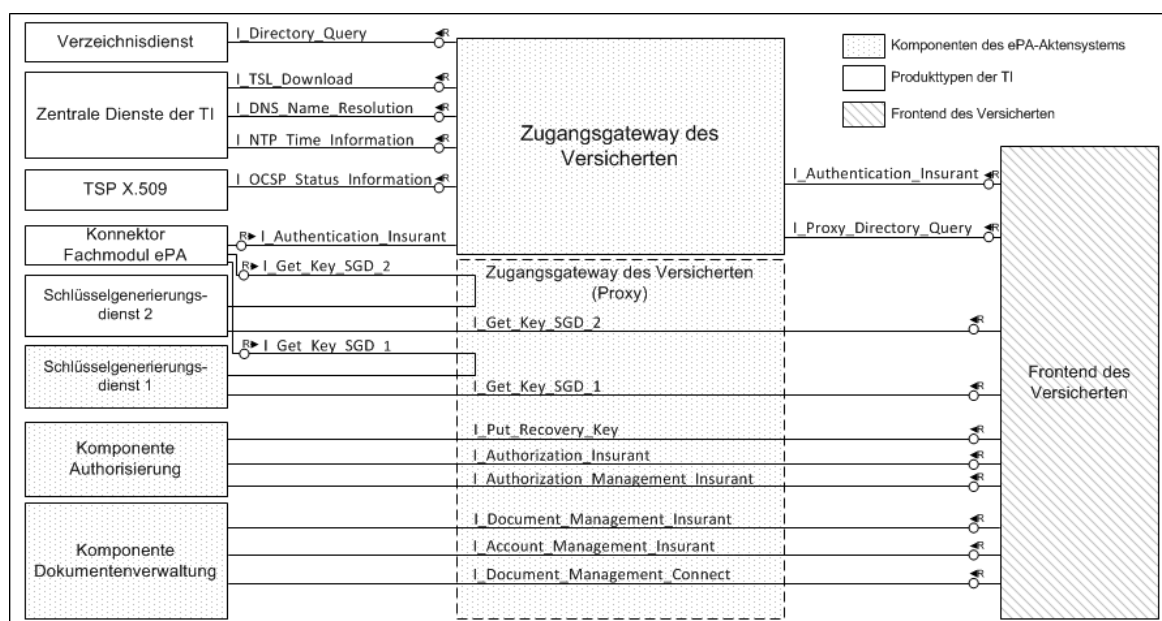 Verzeichnisdienst
I_Directory_Query
R
Zentrale Dienste der TI
I_TSL_Download
R
I_DNS_Name_Resolution
R
I_NTP_Time_Information
R
TSP X.509
I_OCSP_Status_Information
R
Zugangsgateway des
Versicherten
Komponenten des ePA-Aktensystems
Produkttypen der TI
Frontend des Versicherten
I_Authentication_Insurant
R
I_Proxy_Directory_Query
R
Konnektor
Fachmodul ePA
R
I_Authentication_Insurant
R
I_Get_Key_SGD_2
Zugangsgateway des Versicherten
(Proxy)
Schlüsselgenerierungs-
dienst 2
I_Get_Key_SGD_2
R
R
I_Get_Key_SGD_1
Schlüsselgenerierungs-
dienst 1
I_Get_Key_SGD_1
R
Frontend des
Versicherten
Komponente
Authorisierung
I_Put_Recovery_Key
R
I_Authorization_Insurant
R
I_Authorization_Management_Insurant
R
Komponente
Dokumentenverwaltung
I_Document_Management_Insurant
R
I_Account_Management_Insurant
R
I_Document_Management_Connect
R